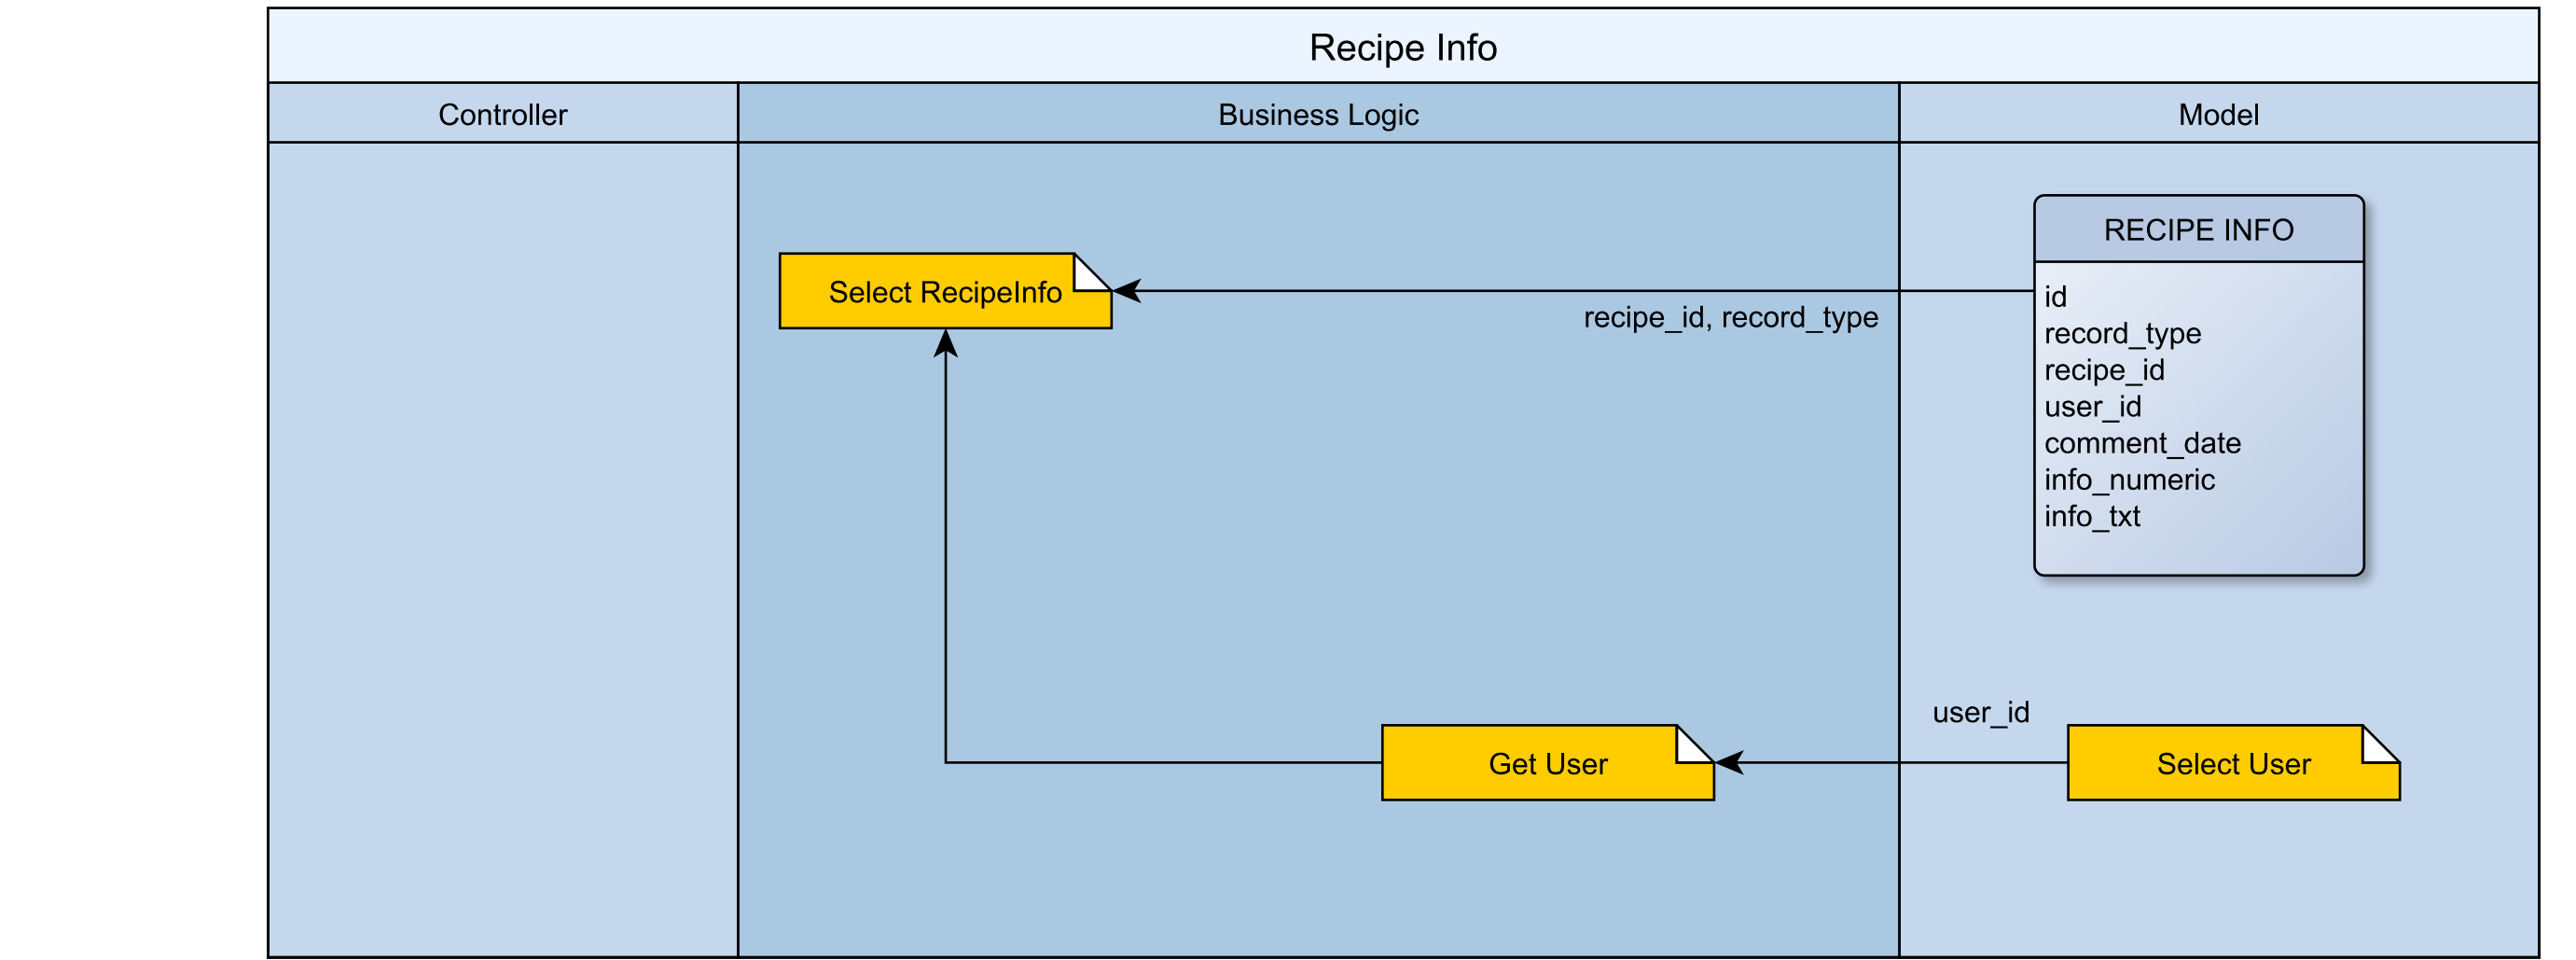 Recipe Info
Controller
Business Logic
Model
RECIPE INFO
id
record_type
recipe_id
user_id
comment_date
info_numeric
info_txt
Select RecipeInfo
recipe_id, record_type
user_id
Get User
Select User